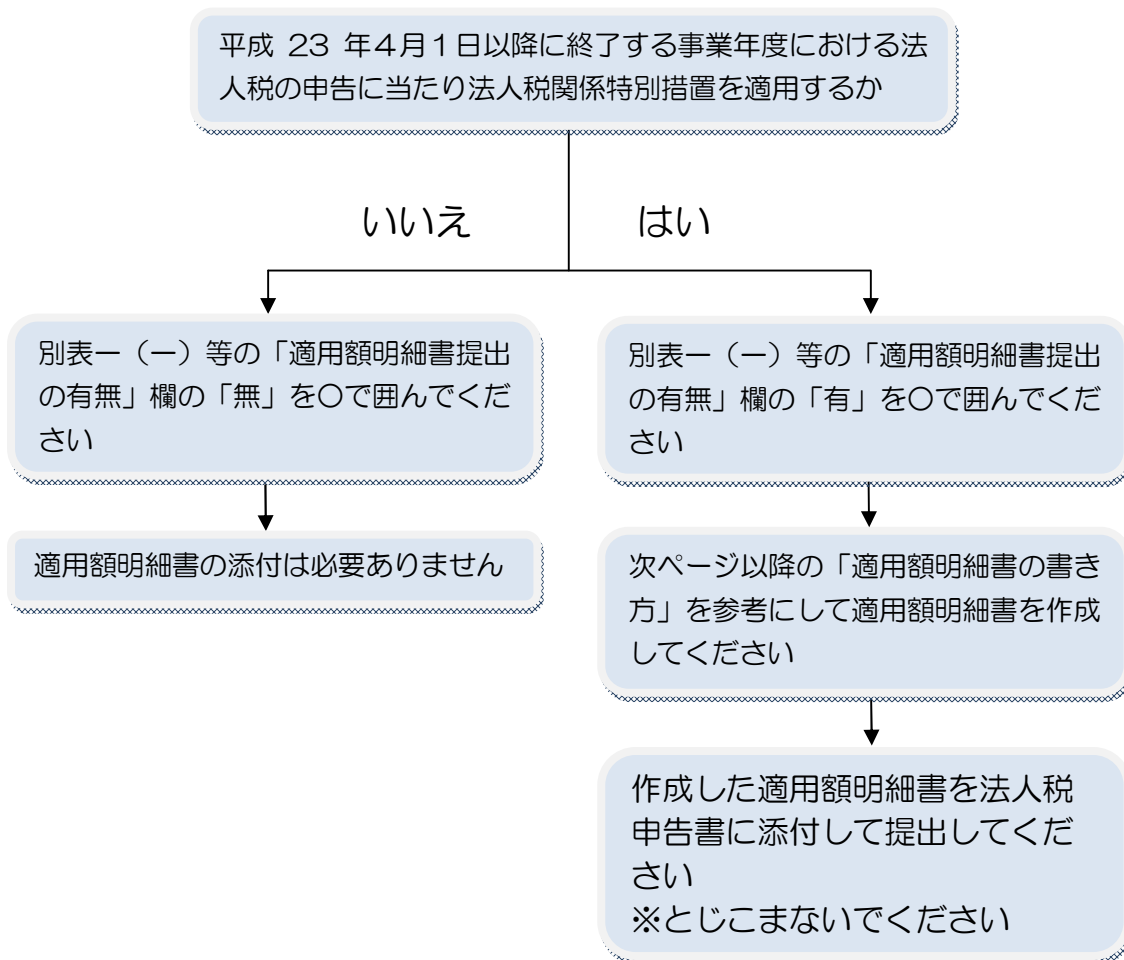 平成 23 年4月1日以降に終了する事業年度における法
人税の申告に当たり法人税関係特別措置を適用するか
いいえ
はい
別表一（一）等の「適用額明細書提出
の有無」欄の「無」を〇で囲んでくだ
さい
適用額明細書の添付は必要ありません
別表一（一）等の「適用額明細書提出
の有無」欄の「有」を〇で囲んでくだ
さい
次ページ以降の「適用額明細書の書き
方」を参考にして適用額明細書を作成
してください
作成した適用額明細書を法人税
申告書に添付して提出してくだ
さい
※とじこまないでください